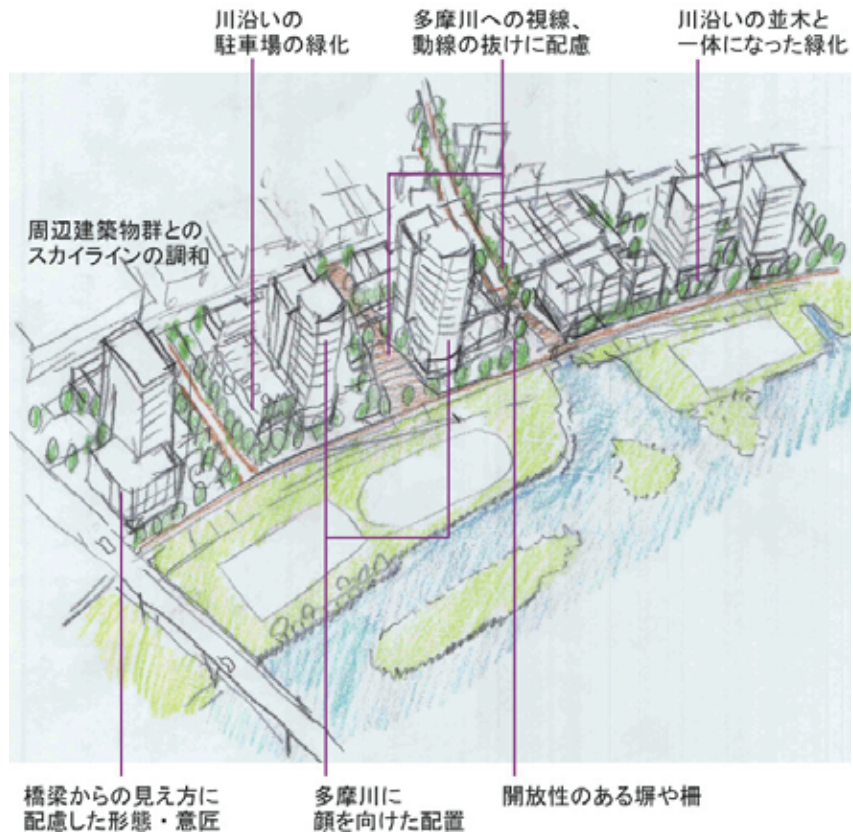 川沿いの
駐車場の緑化
多摩川への視線、
動線の抜けに配慮
川沿いの並木と
一体になった緑化
周辺建築物群との
スカイラインの調和
橋梁からの見え方に
配慮した形態・意匠
多摩川に
顔を向けた配置
開放性のある塀や柵